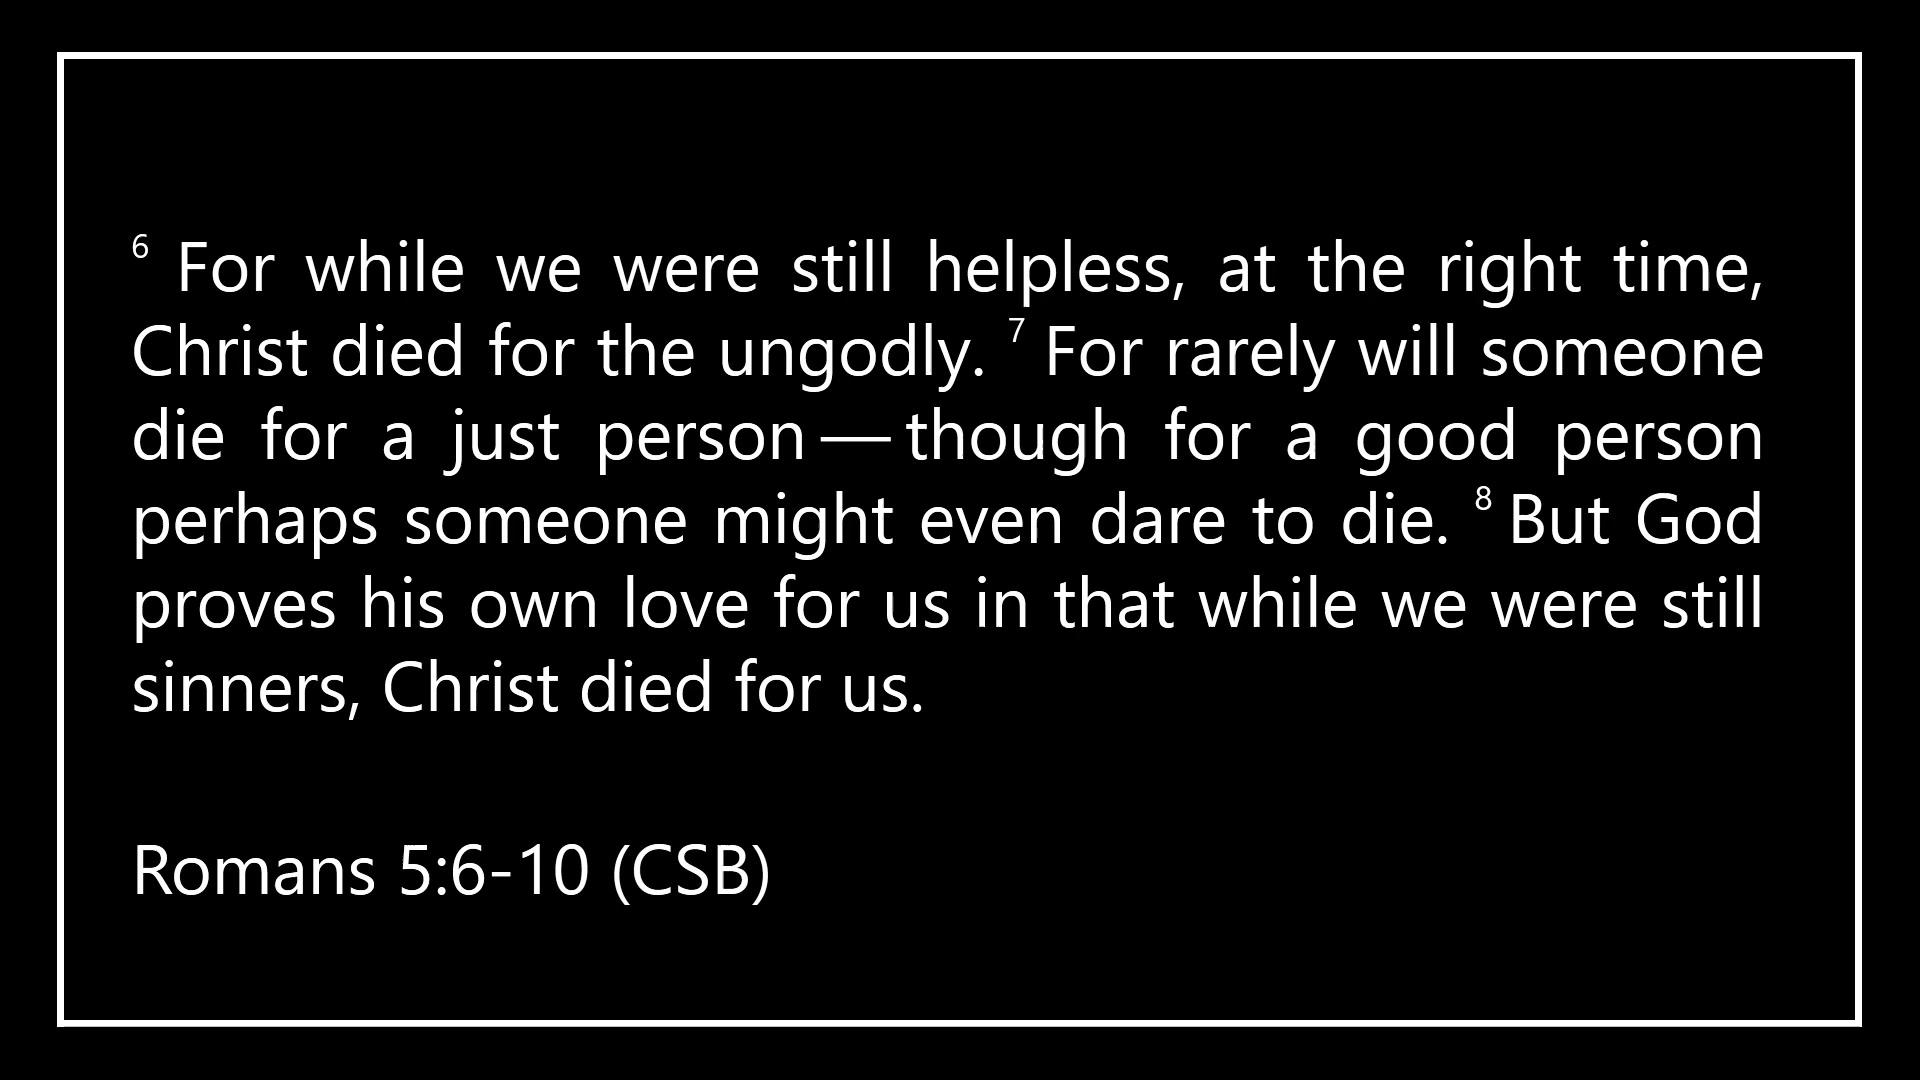 6 For while we were still helpless, at the right time,
Christ died for the ungodly. 7 For rarely will someone
die for a just person — though for a good person
perhaps someone might even dare to die. 8 But God
proves his own love for us in that while we were still
sinners, Christ died for us.
Romans 5:6-10 (CSB)